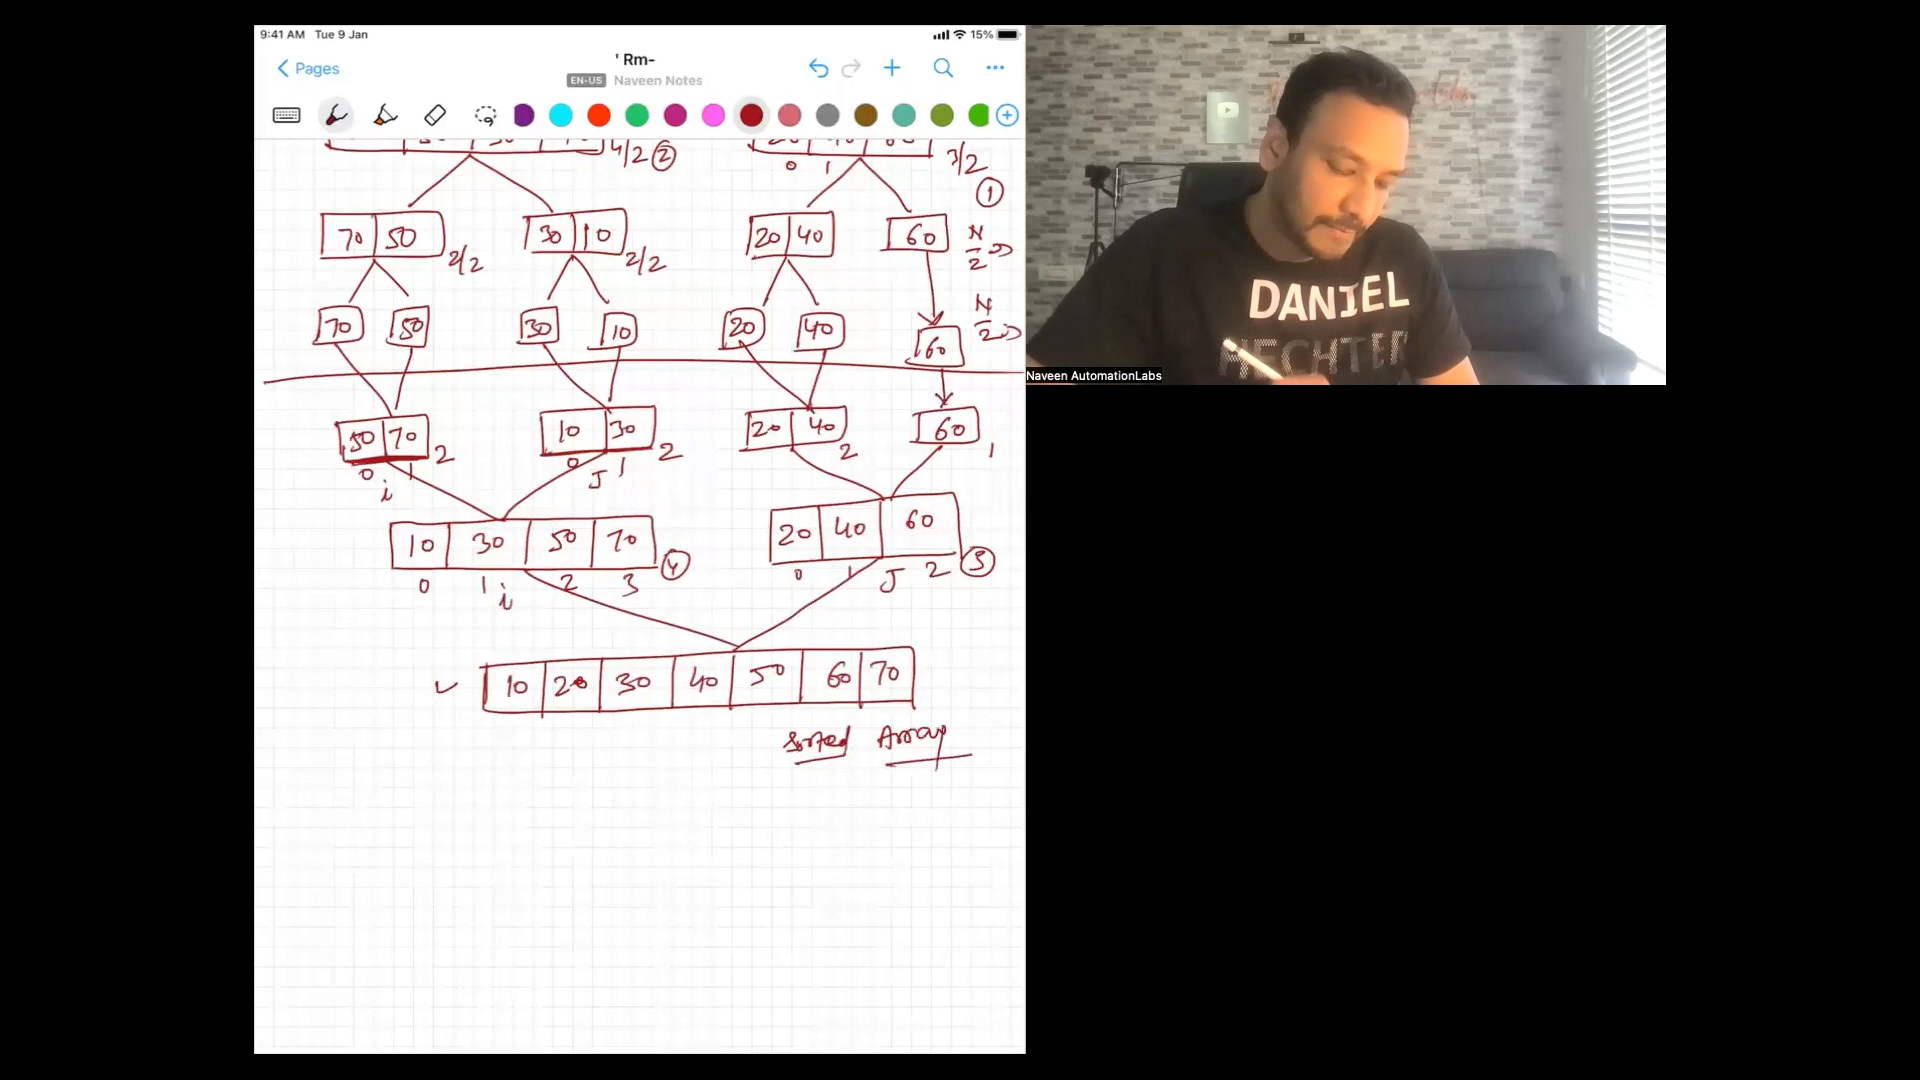 9:41 AM Tue 9 Jan 15%
Pages ' Rm-
EN-US Naveen Notes
4/2 2 0 1 3/2
1
70 50 2/2 30 10 2/2 20 40 60 N/2
70 50 30 10 20 40 60 N/2
50 70 2 10 30 2 20 40 2 60 1
0 1 0 1
i J
10 30 50 70 4 20 40 60 3
0 1 2 3 0 1 J 2
i
10 20 30 40 50 60 70
Sorted Array
DANIEL
HECHTER
Naveen AutomationLabs